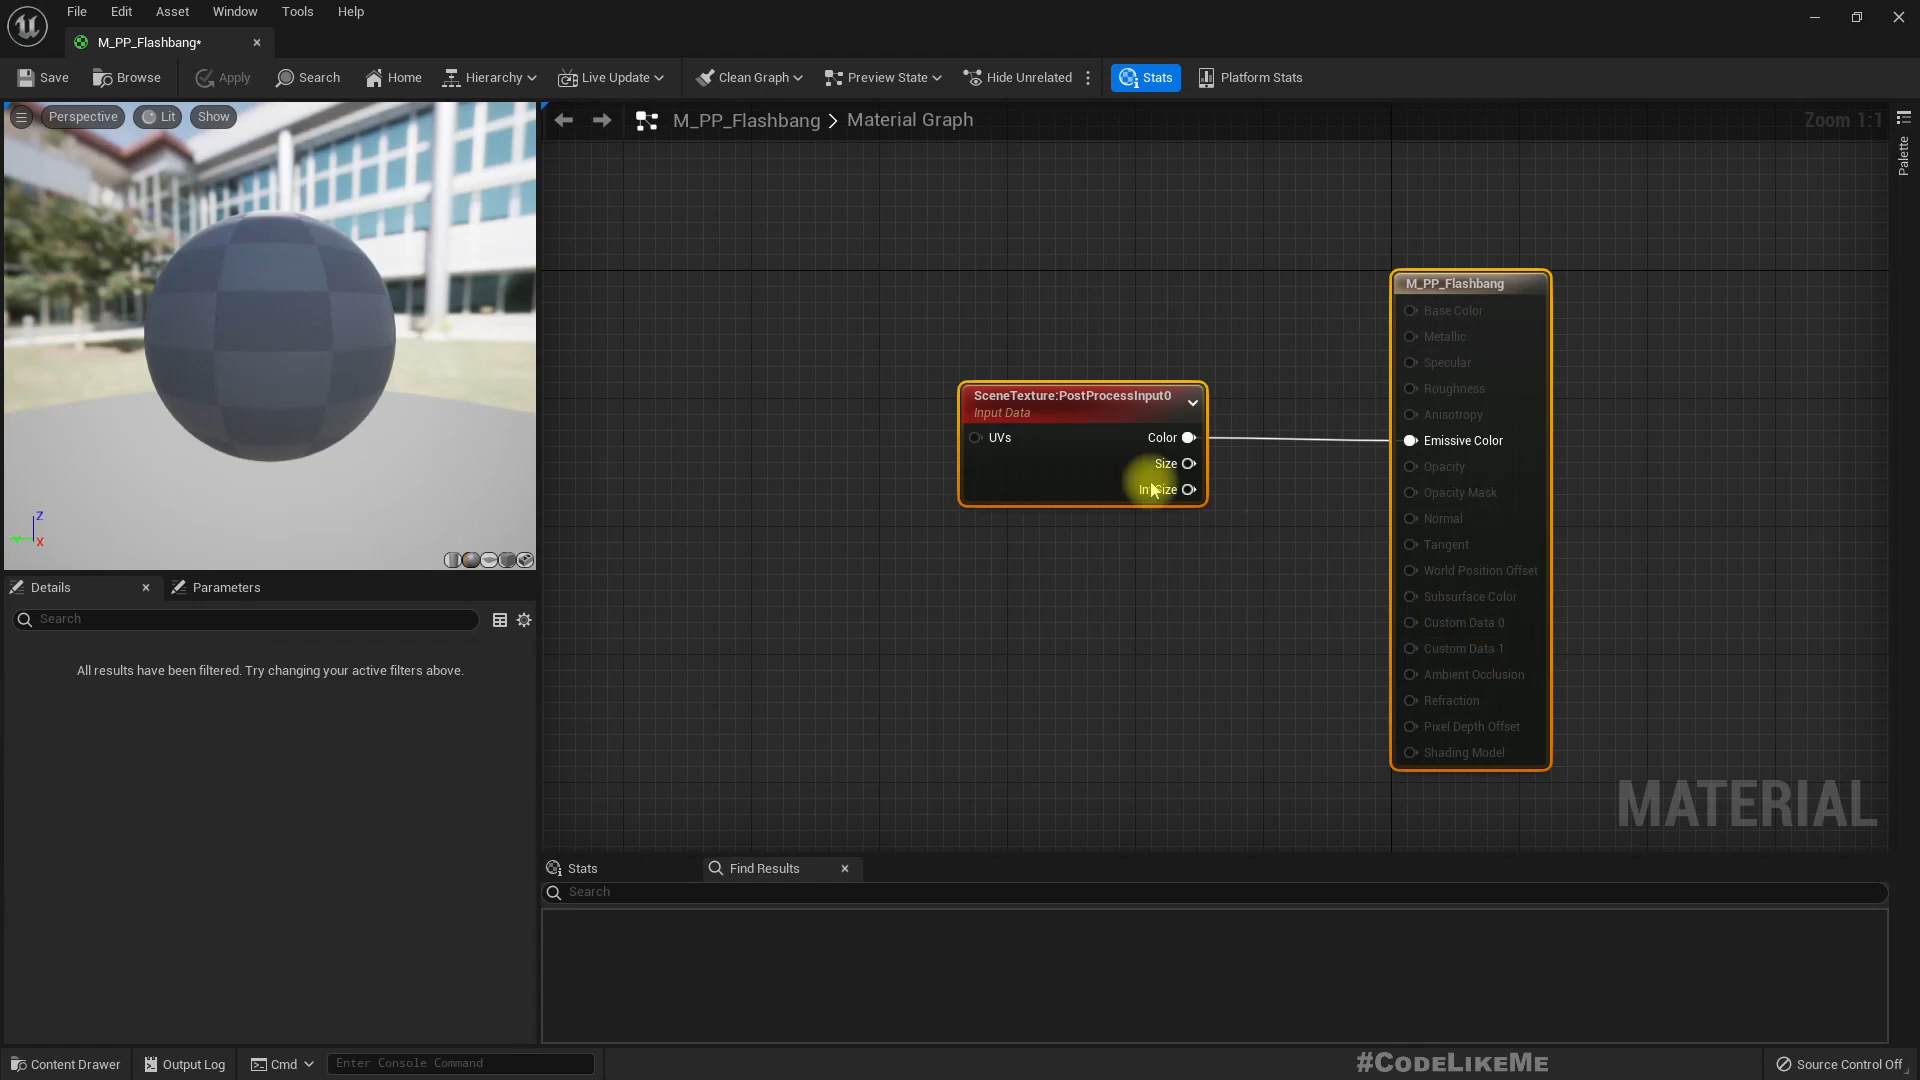 File Edit Asset Window Tools Help
M_PP_Flashbang*
Save Browse Apply Search Home Hierarchy Live Update Clean Graph Preview State Hide Unrelated Stats Platform Stats
Perspective Lit Show
M_PP_Flashbang > Material Graph
Zoom 1:1
Palette
M_PP_Flashbang
Base Color
Metallic
Specular
Roughness
Anisotropy
Emissive Color
Opacity
Opacity Mask
Normal
Tangent
World Position Offset
Subsurface Color
Custom Data 0
Custom Data 1
Ambient Occlusion
Refraction
Pixel Depth Offset
Shading Model
SceneTexture:PostProcessInput0
Input Data
UVs Color
Size
InvSize
Z
Y
X
MATERIAL
Details Parameters
Search
All results have been filtered. Try changing your active filters above.
Stats Find Results
Search
Content Drawer Output Log Cmd Enter Console Command
#CodeLikeMe
Source Control Off